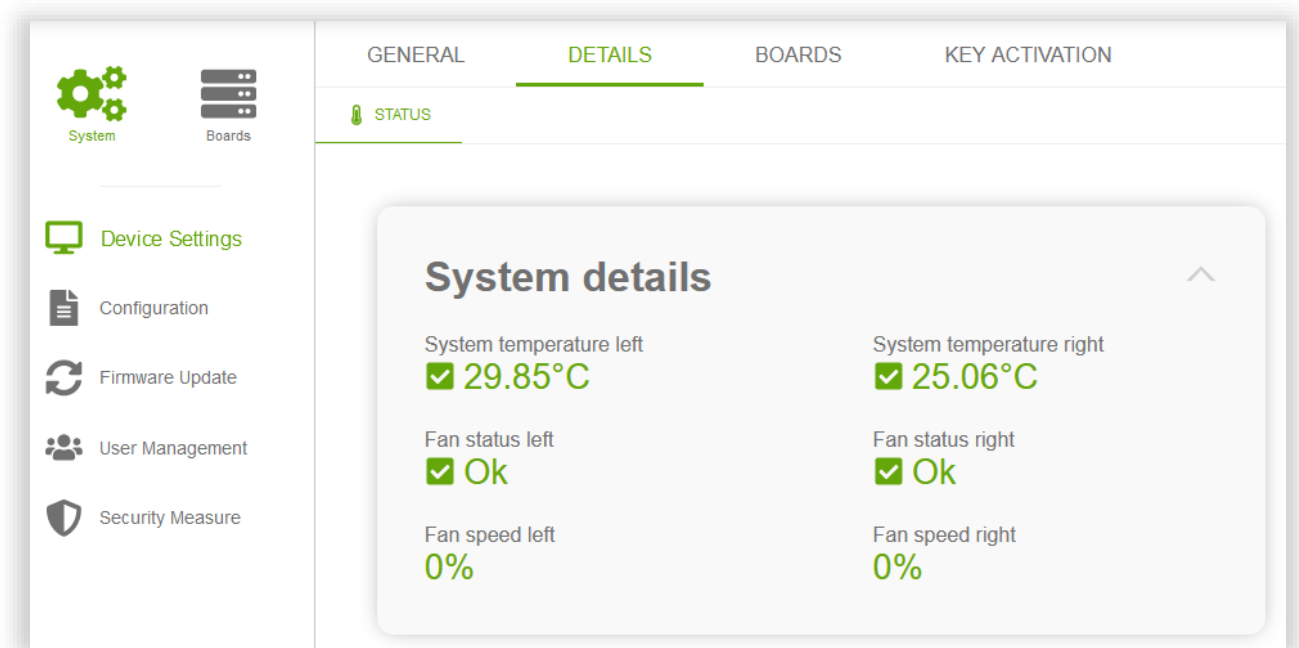 System
Boards
Device Settings
Configuration
Firmware Update
User Management
Security Measure
GENERAL DETAILS BOARDS KEY ACTIVATION
STATUS
System details
System temperature left System temperature right
29.85°C 25.06°C
Fan status left Fan status right
Ok Ok
Fan speed left Fan speed right
0% 0%